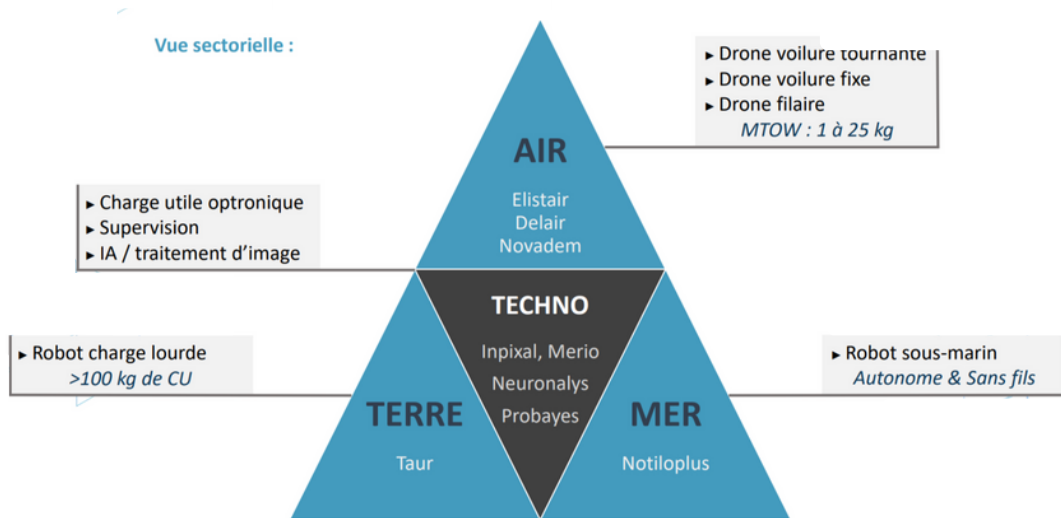 Vue sectorielle :
► Drone voilure tournante
► Drone voilure fixe
► Drone filaire
MTOW : 1 à 25 kg
AIR
Elistair
Delair
Novadem
► Charge utile optronique
► Supervision
► IA / traitement d'image
TECHNO
Inpixal, Merio
Neuronalys
Probayes
► Robot charge lourde
>100 kg de CU
TERRE
Taur
► Robot sous-marin
Autonome & Sans fils
MER
Notiloplus